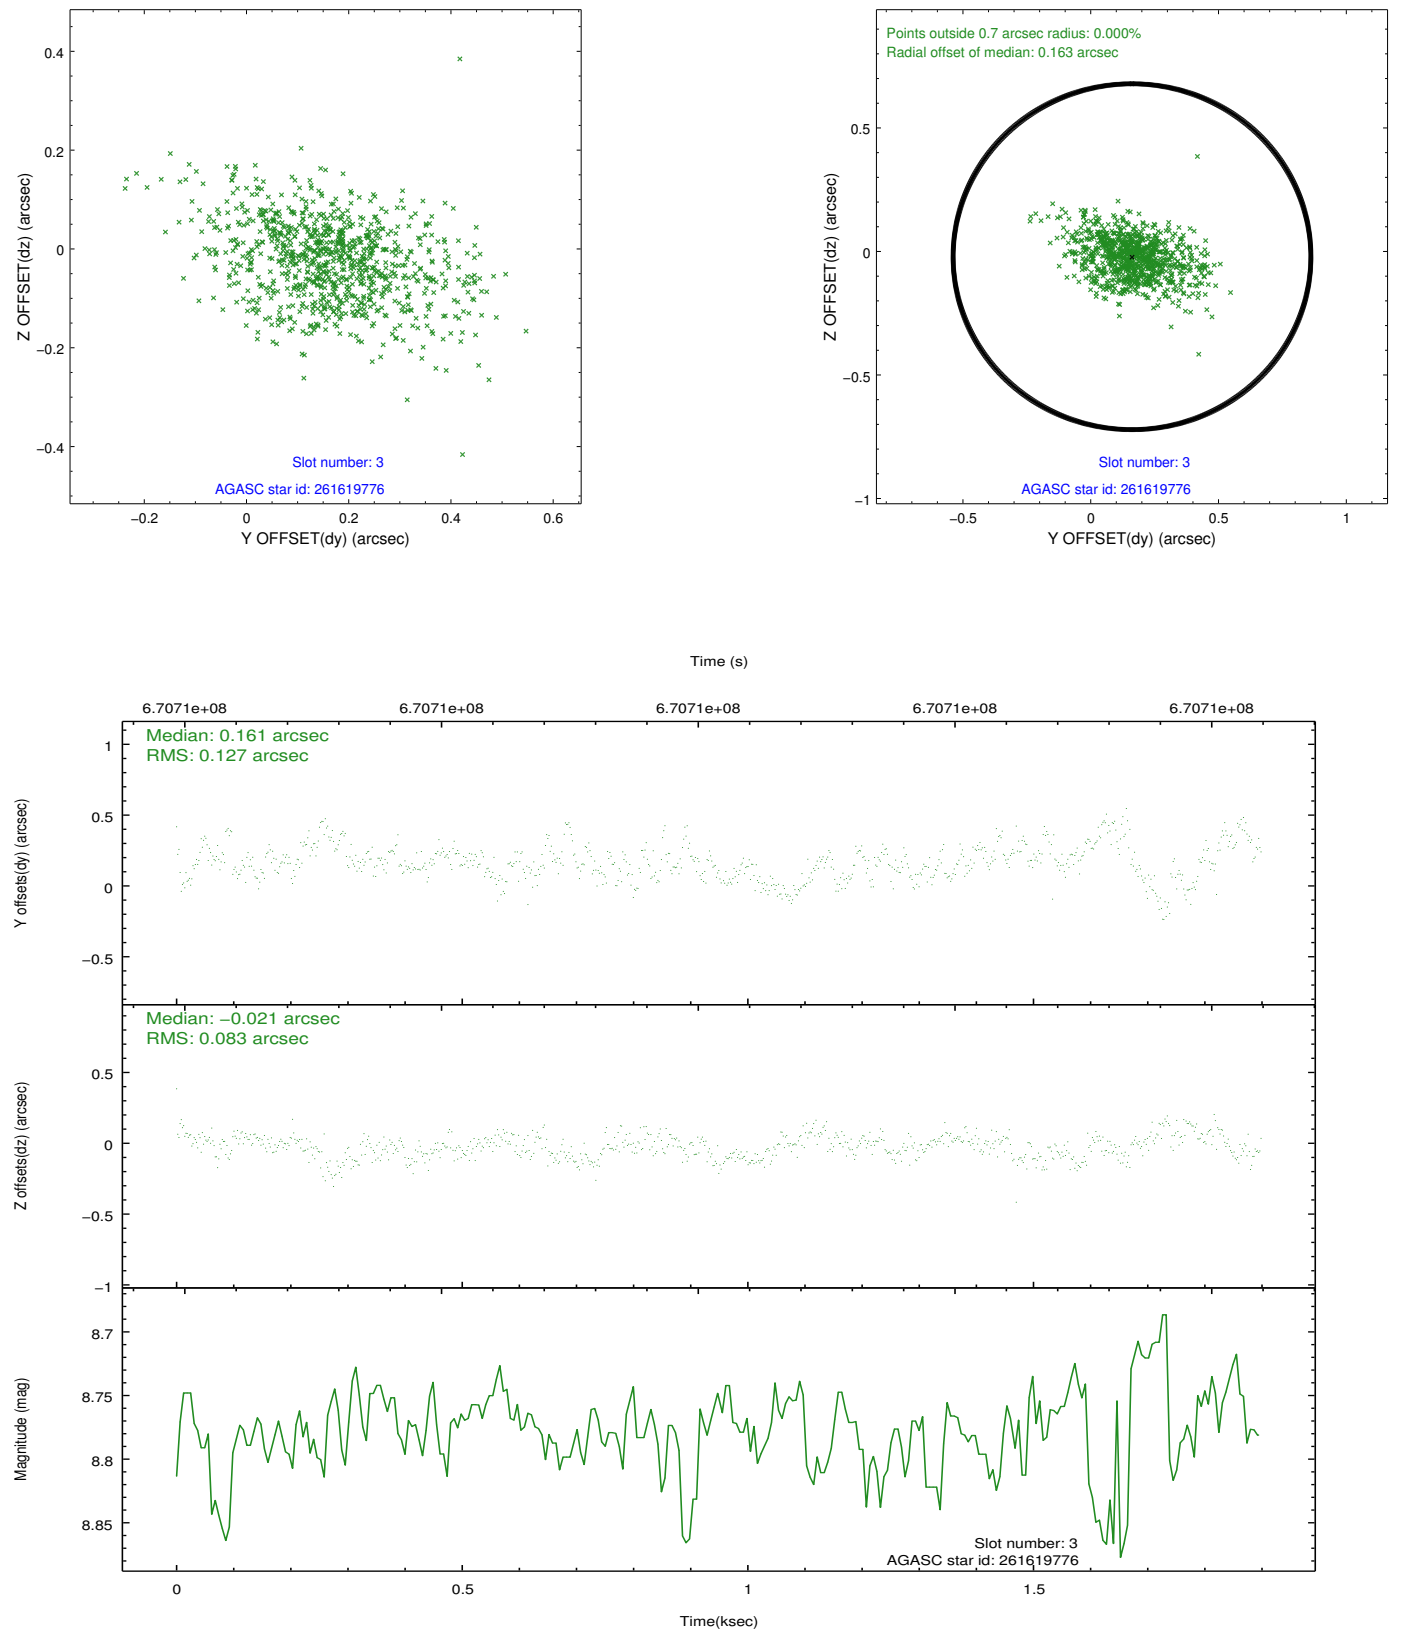 0.4
0.2
0
−0.2
−0.4
Z OFFSET(dz) (arcsec)
Slot number: 3
AGASC star id: 261619776
−0.2 0 0.2 0.4 0.6
Y OFFSET(dy) (arcsec)
Points outside 0.7 arcsec radius: 0.000%
Radial offset of median: 0.163 arcsec
0.5
0
−0.5
−1
Z OFFSET(dz) (arcsec)
Slot number: 3
AGASC star id: 261619776
−0.5 0 0.5 1
Y OFFSET(dy) (arcsec)
Time (s)
6.7071e+08 6.7071e+08 6.7071e+08 6.7071e+08 6.7071e+08
Median: 0.161 arcsec
RMS: 0.127 arcsec
1
0.5
0
−0.5
Y offsets(dy) (arcsec)
Median: −0.021 arcsec
RMS: 0.083 arcsec
0.5
0
−0.5
−1
Z offsets(dz) (arcsec)
8.7
8.75
8.8
8.85
Magnitude (mag)
Slot number: 3
AGASC star id: 261619776
0 0.5 1 1.5
Time(ksec)